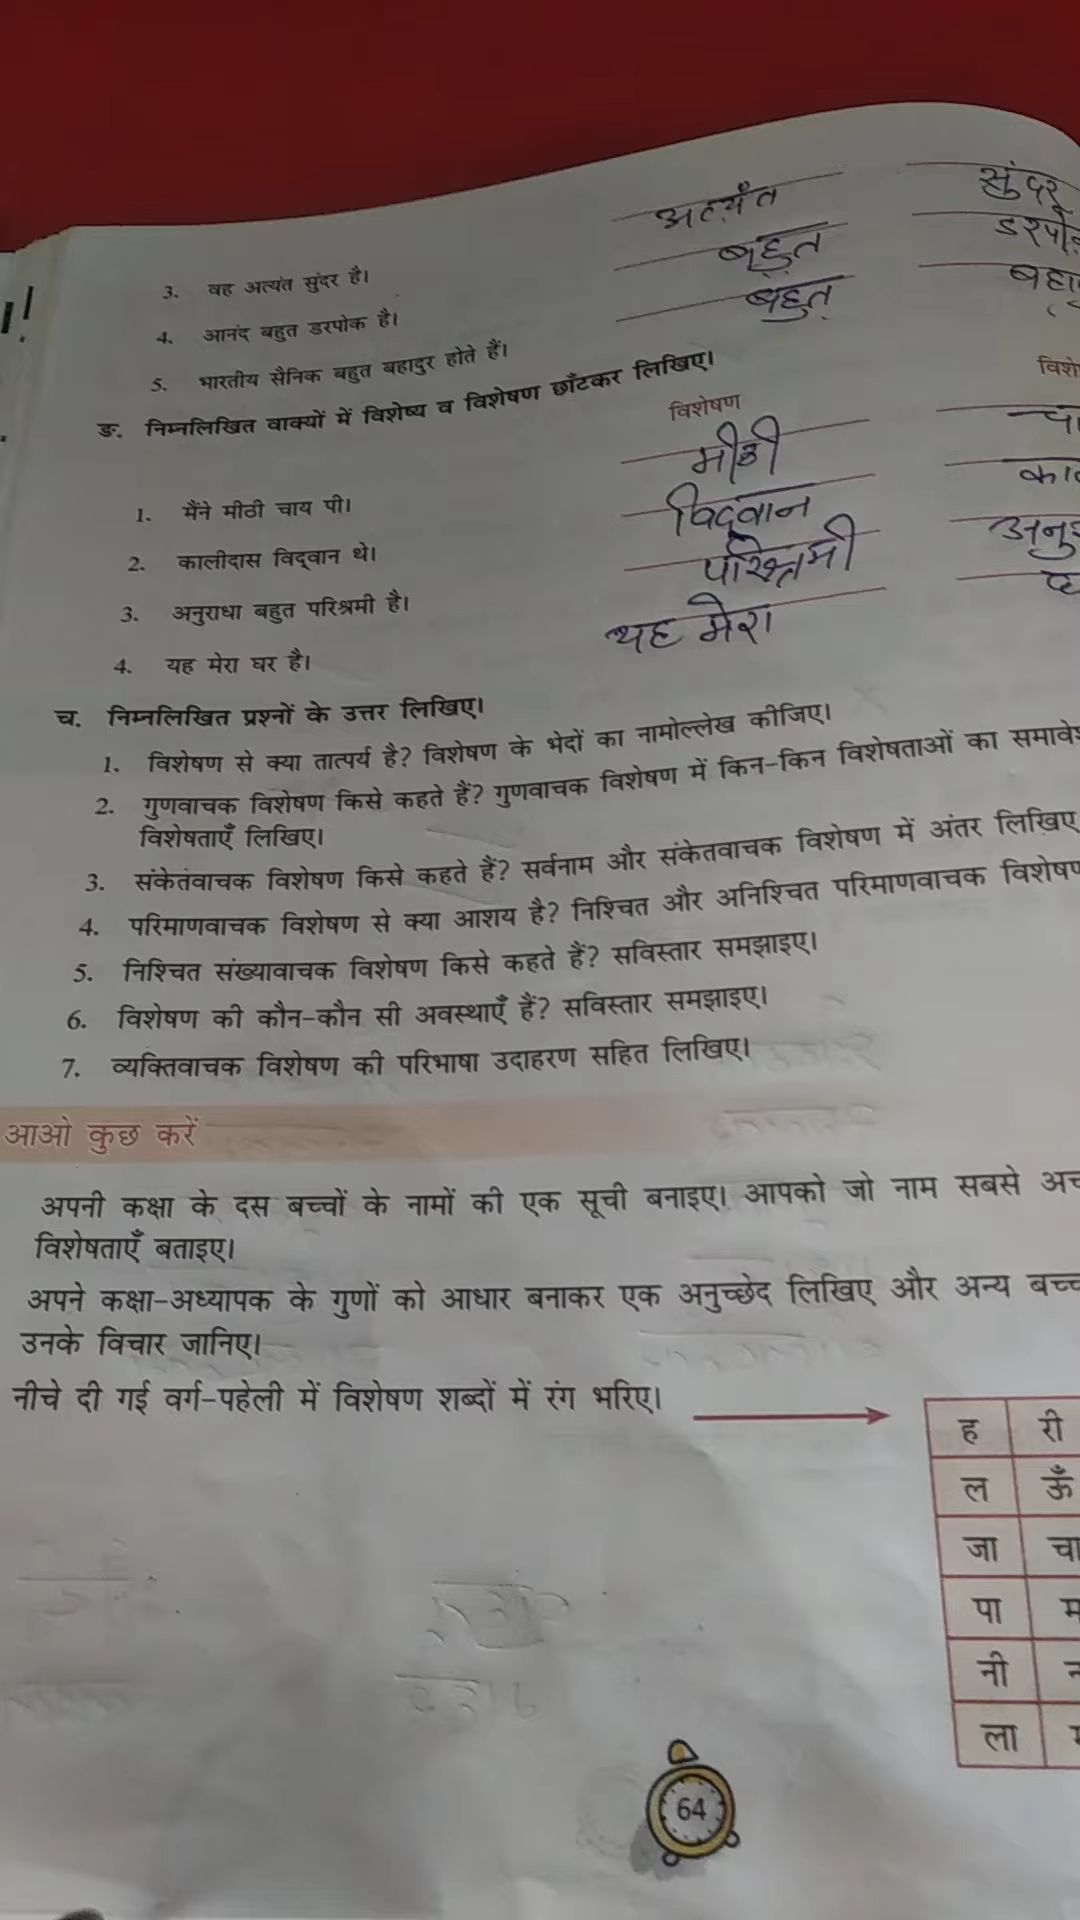 अत्यँत सुंदर
3. वह अत्यंत सुंदर है। बहुत
4. आनंद बहुत डरपोक है। बहुत
5. भारतीय सैनिक बहुत बहादुर होते हैं।
ङ. निम्नलिखित वाक्यों में विशेष्य व विशेषण छाँटकर लिखिए।
विशेषण
1. मैंने मीठी चाय पी। मीठी
2. कालीदास विद्वान थे। विद्वान
3. अनुराधा बहुत परिश्रमी है। परिश्रमी
4. यह मेरा घर है। यह मेरा
च. निम्नलिखित प्रश्नों के उत्तर लिखिए।
1. विशेषण से क्या तात्पर्य है? विशेषण के भेदों का नामोल्लेख कीजिए।
2. गुणवाचक विशेषण किसे कहते हैं? गुणवाचक विशेषण में किन-किन विशेषताओं का
विशेषताएँ लिखिए।
3. संकेतवाचक विशेषण किसे कहते हैं? सर्वनाम और संकेतवाचक विशेषण में अंतर लिखिए
4. परिमाणवाचक विशेषण से क्या आशय है? निश्चित और अनिश्चित परिमाणवाचक विशेषण
5. निश्चित संख्यावाचक विशेषण किसे कहते हैं? सविस्तार समझाइए।
6. विशेषण की कौन-कौन सी अवस्थाएँ हैं? सविस्तार समझाइए।
7. व्यक्तिवाचक विशेषण की परिभाषा उदाहरण सहित लिखिए।
आओ कुछ करें
अपनी कक्षा के दस बच्चों के नामों की एक सूची बनाइए। आपको जो नाम सबसे
विशेषताएँ बताइए।
अपने कक्षा-अध्यापक के गुणों को आधार बनाकर एक अनुच्छेद लिखिए और अन्य
उनके विचार जानिए।
नीचे दी गई वर्ग-पहेली में विशेषण शब्दों में रंग भरिए।
ह री
ल ऊँ
जा चा
पा
नी
ला
64